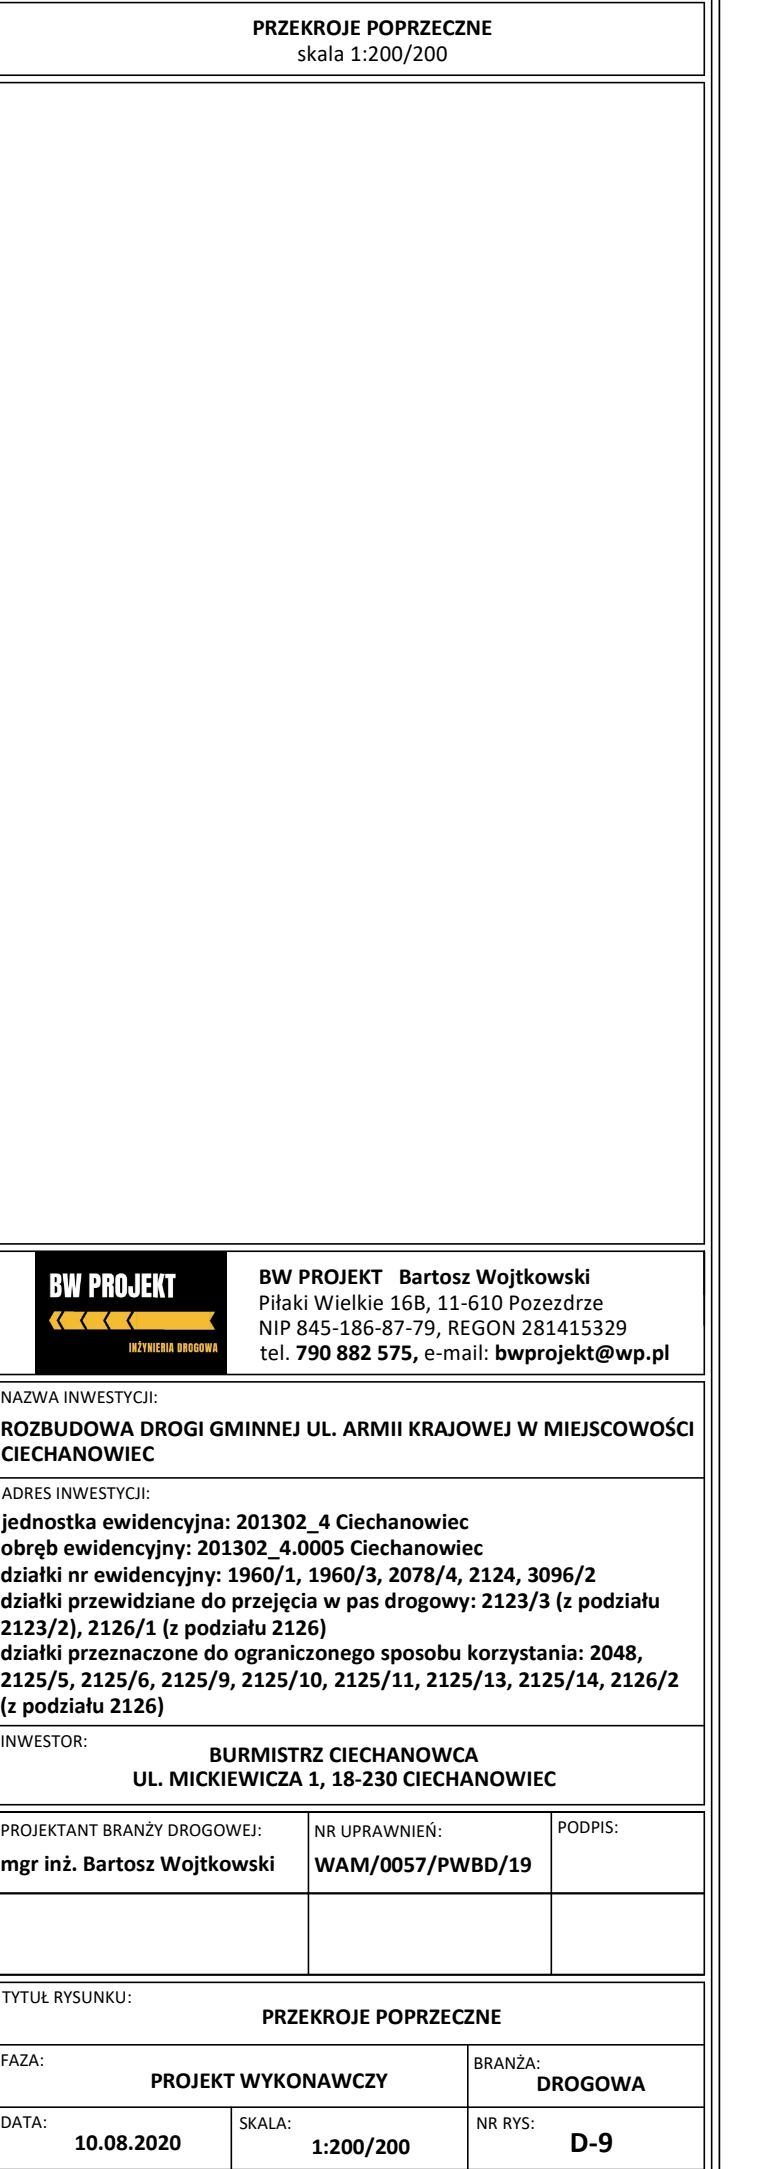 PRZEKROJE POPRZECZNE
skala 1:200/200
BW PROJEKT
INŻYNIERIA DROGOWA
BW PROJEKT Bartosz Wojtkowski
Piłaki Wielkie 16B, 11-610 Pozezdrze
NIP 845-186-87-79, REGON 281415329
tel. 790 882 575, e-mail: bwprojekt@wp.pl
NAZWA INWESTYCJI:
ROZBUDOWA DROGI GMINNEJ UL. ARMII KRAJOWEJ W MIEJSCOWOŚCI
CIECHANOWIEC
ADRES INWESTYCJI:
jednostka ewidencyjna: 201302_4 Ciechanowiec
obręb ewidencyjny: 201302_4.0005 Ciechanowiec
działki nr ewidencyjny: 1960/1, 1960/3, 2078/4, 2124, 3096/2
działki przewidziane do przejęcia w pas drogowy: 2123/3 (z podziału
2123/2), 2126/1 (z podziału 2126)
działki przeznaczone do ograniczonego sposobu korzystania: 2048,
2125/5, 2125/6, 2125/9, 2125/10, 2125/11, 2125/13, 2125/14, 2126/2
(z podziału 2126)
INWESTOR:
BURMISTRZ CIECHANOWCA
UL. MICKIEWICZA 1, 18-230 CIECHANOWIEC
PROJEKTANT BRANŻY DROGOWEJ:
mgr inż. Bartosz Wojtkowski
NR UPRAWNIEŃ:
WAM/0057/PWBD/19
PODPIS:
TYTUŁ RYSUNKU:
PRZEKROJE POPRZECZNE
FAZA:
PROJEKT WYKONAWCZY
BRANŻA:
DROGOWA
DATA:
10.08.2020
SKALA:
1:200/200
NR RYS:
D-9